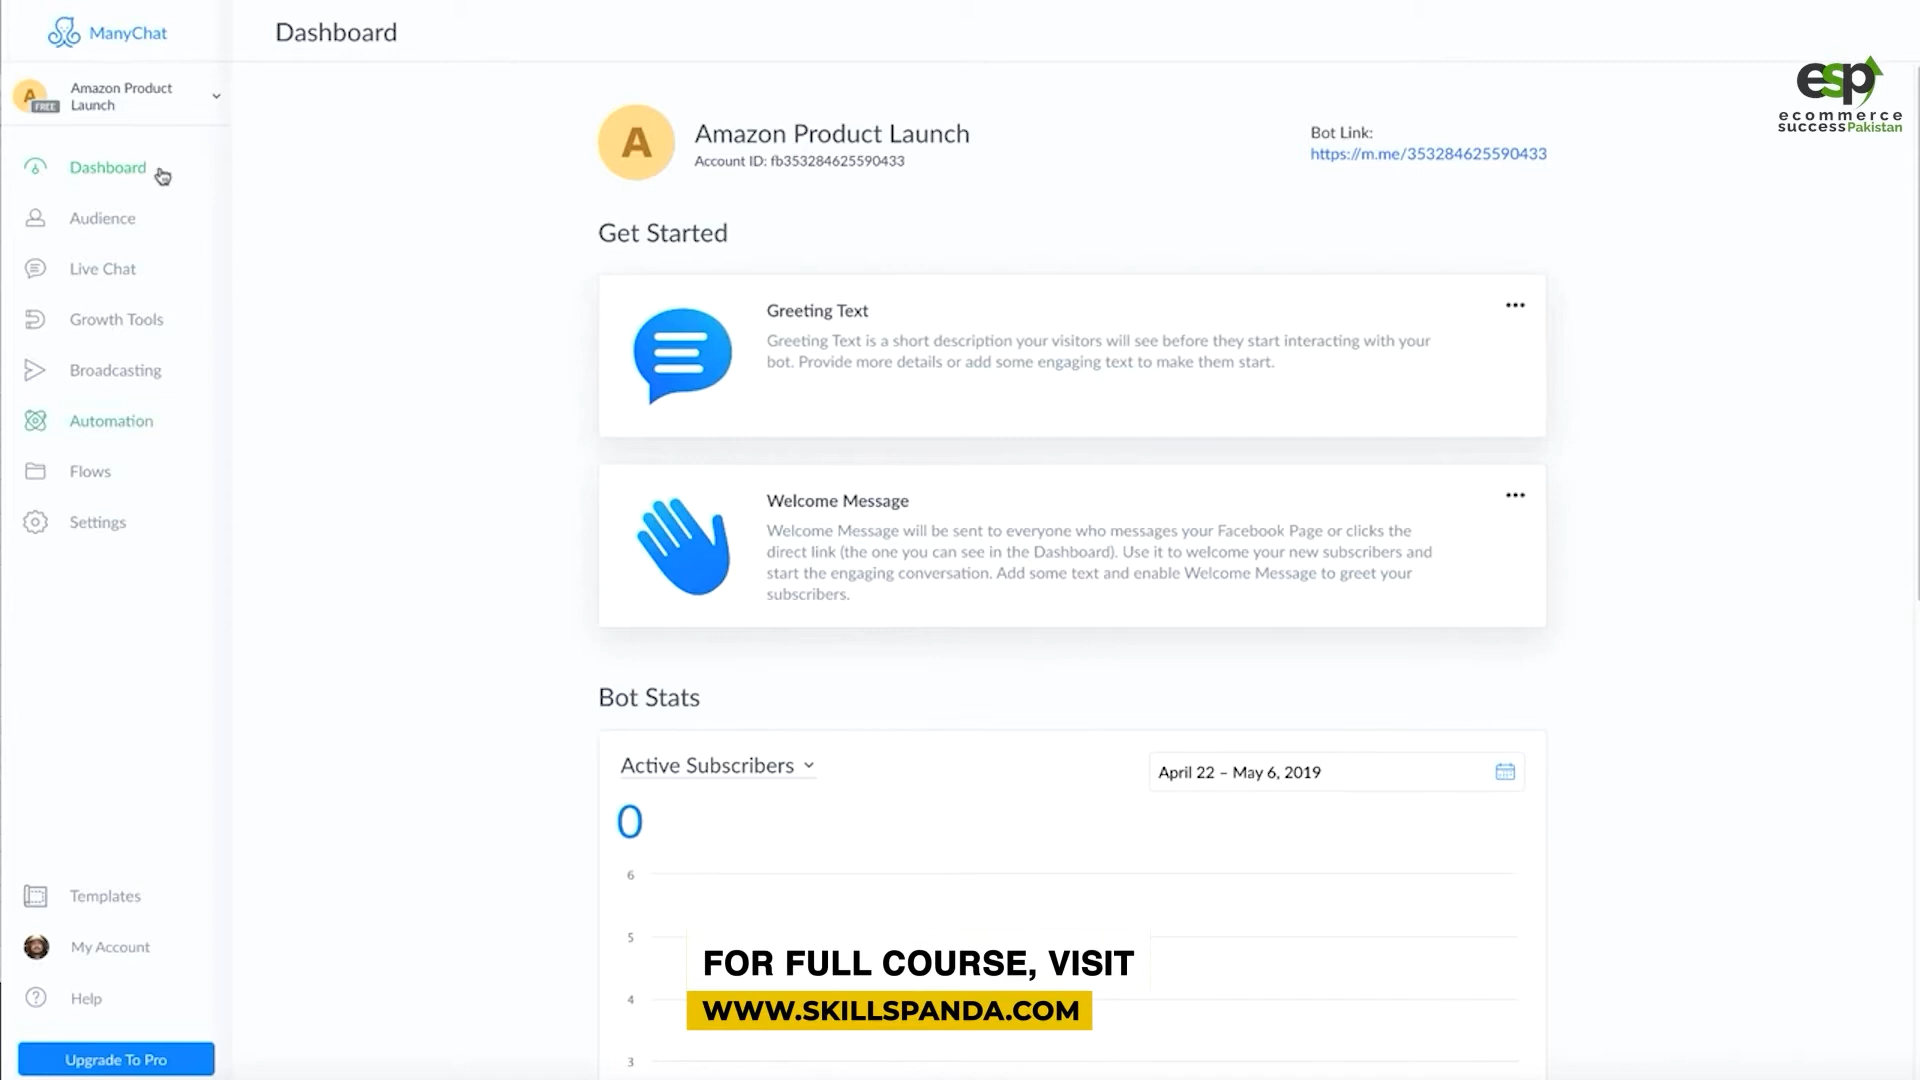 ManyChat
Dashboard
A
FREE
Amazon Product
Launch
Dashboard
Audience
Live Chat
Growth Tools
Broadcasting
Automation
Flows
Settings
Templates
My Account
Help
Upgrade To Pro
A
Amazon Product Launch
Account ID: fb353284625590433
Bot Link:
https://m.me/353284625590433
esp
ecommerce
success Pakistan
Get Started
Greeting Text
Greeting Text is a short description your visitors will see before they start interacting with your
bot. Provide more details or add some engaging text to make them start.
Welcome Message
Welcome Message will be sent to everyone who messages your Facebook Page or clicks the
direct link (the one you can see in the Dashboard). Use it to welcome your new subscribers and
start the engaging conversation. Add some text and enable Welcome Message to greet your
subscribers.
Bot Stats
Active Subscribers
April 22 – May 6, 2019
0
6
5
4
3
FOR FULL COURSE, VISIT
WWW.SKILLSPANDA.COM